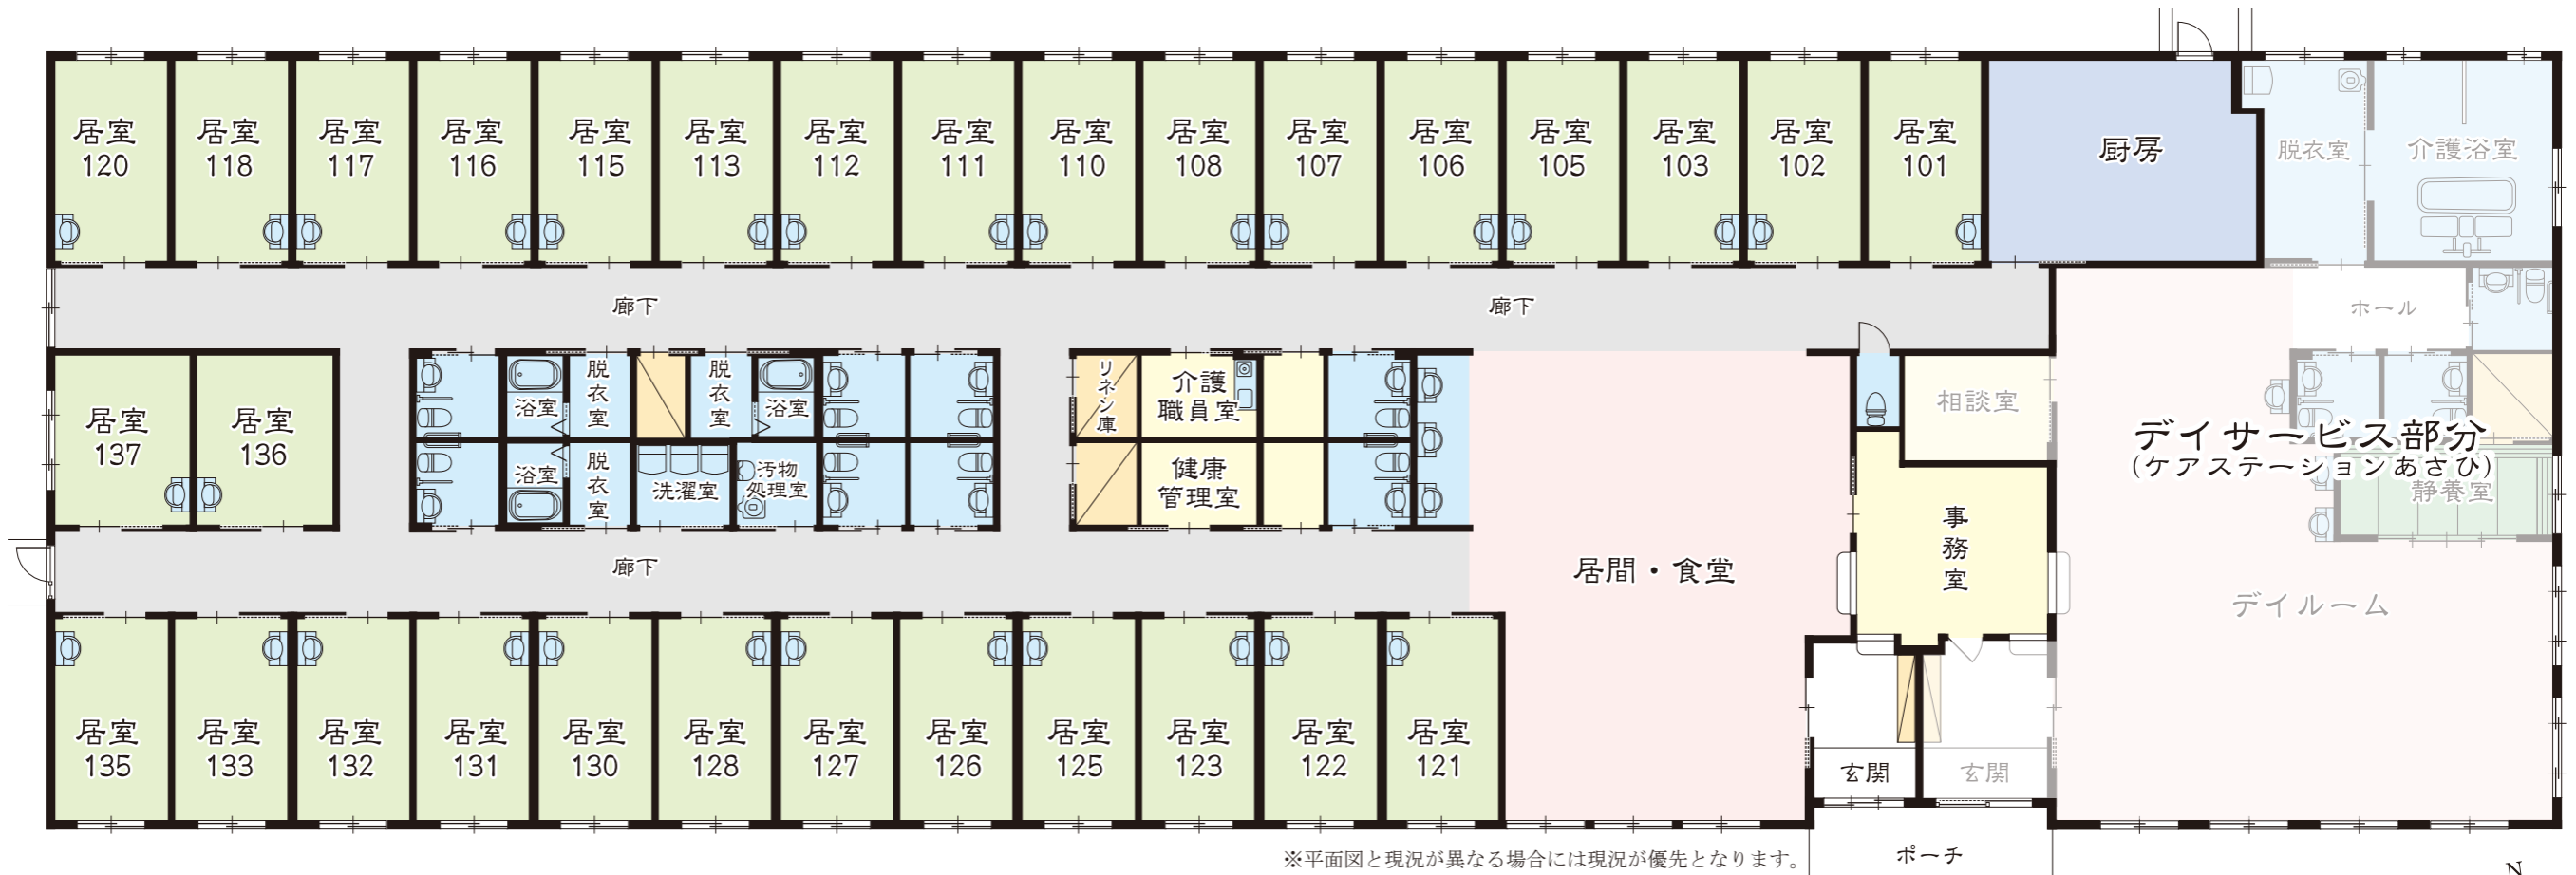 居室
120
居室
118
居室
117
居室
116
居室
115
居室
113
居室
112
居室
111
居室
110
居室
108
居室
107
居室
106
居室
105
居室
103
居室
102
居室
101
厨房
脱衣室
介護浴室
廊下
廊下
ホール
居室
137
居室
136
浴室
脱衣室
脱衣室
浴室
リネン庫
介護
職員室
相談室
浴室
脱衣室
洗濯室
汚物
処理室
健康
管理室
デイサービス部分
(ケアステーションあさひ)
静養室
事務室
廊下
居間・食堂
デイルーム
居室
135
居室
133
居室
132
居室
131
居室
130
居室
128
居室
127
居室
126
居室
125
居室
123
居室
122
居室
121
玄関
玄関
※平面図と現況が異なる場合には現況が優先となります。
ポーチ
N